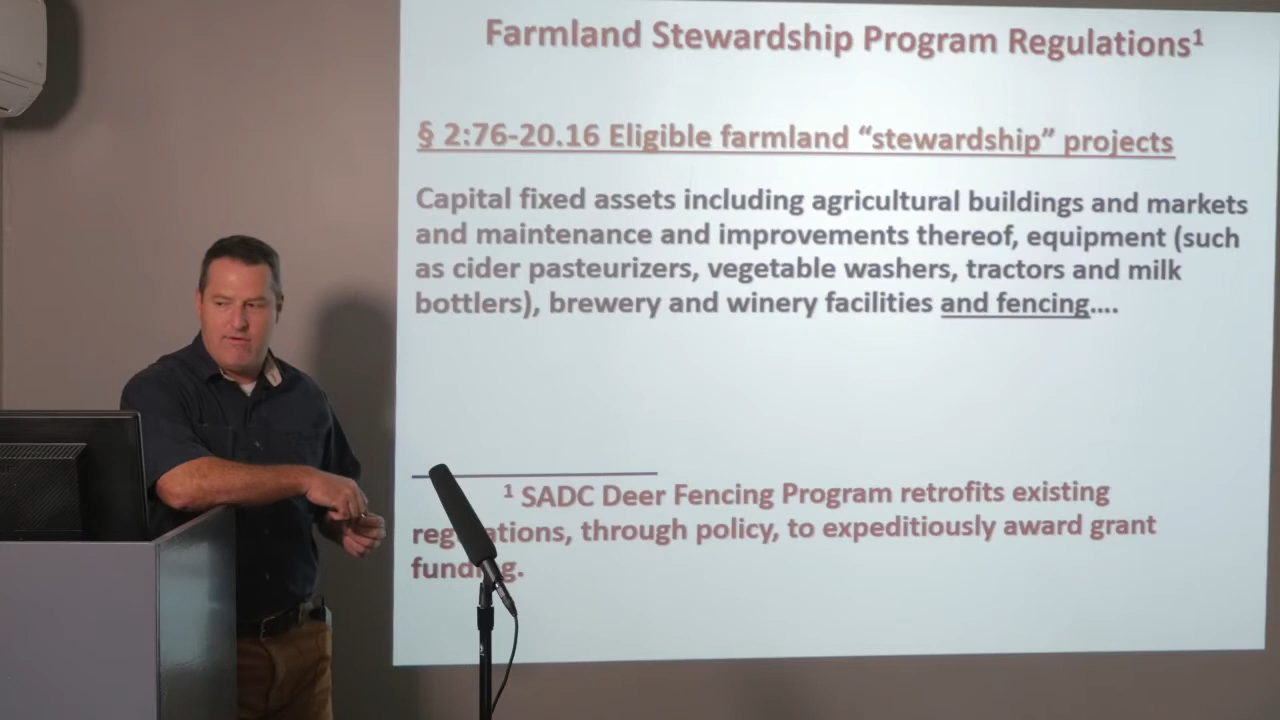 Farmland Stewardship Program Regulations¹
§ 2:76-20.16 Eligible farmland “stewardship” projects
Capital fixed assets including agricultural buildings and markets
and maintenance and improvements thereof, equipment (such
as cider pasteurizers, vegetable washers, tractors and milk
bottlers), brewery and winery facilities and fencing....
¹ SADC Deer Fencing Program retrofits existing
through policy, to expeditiously award grant